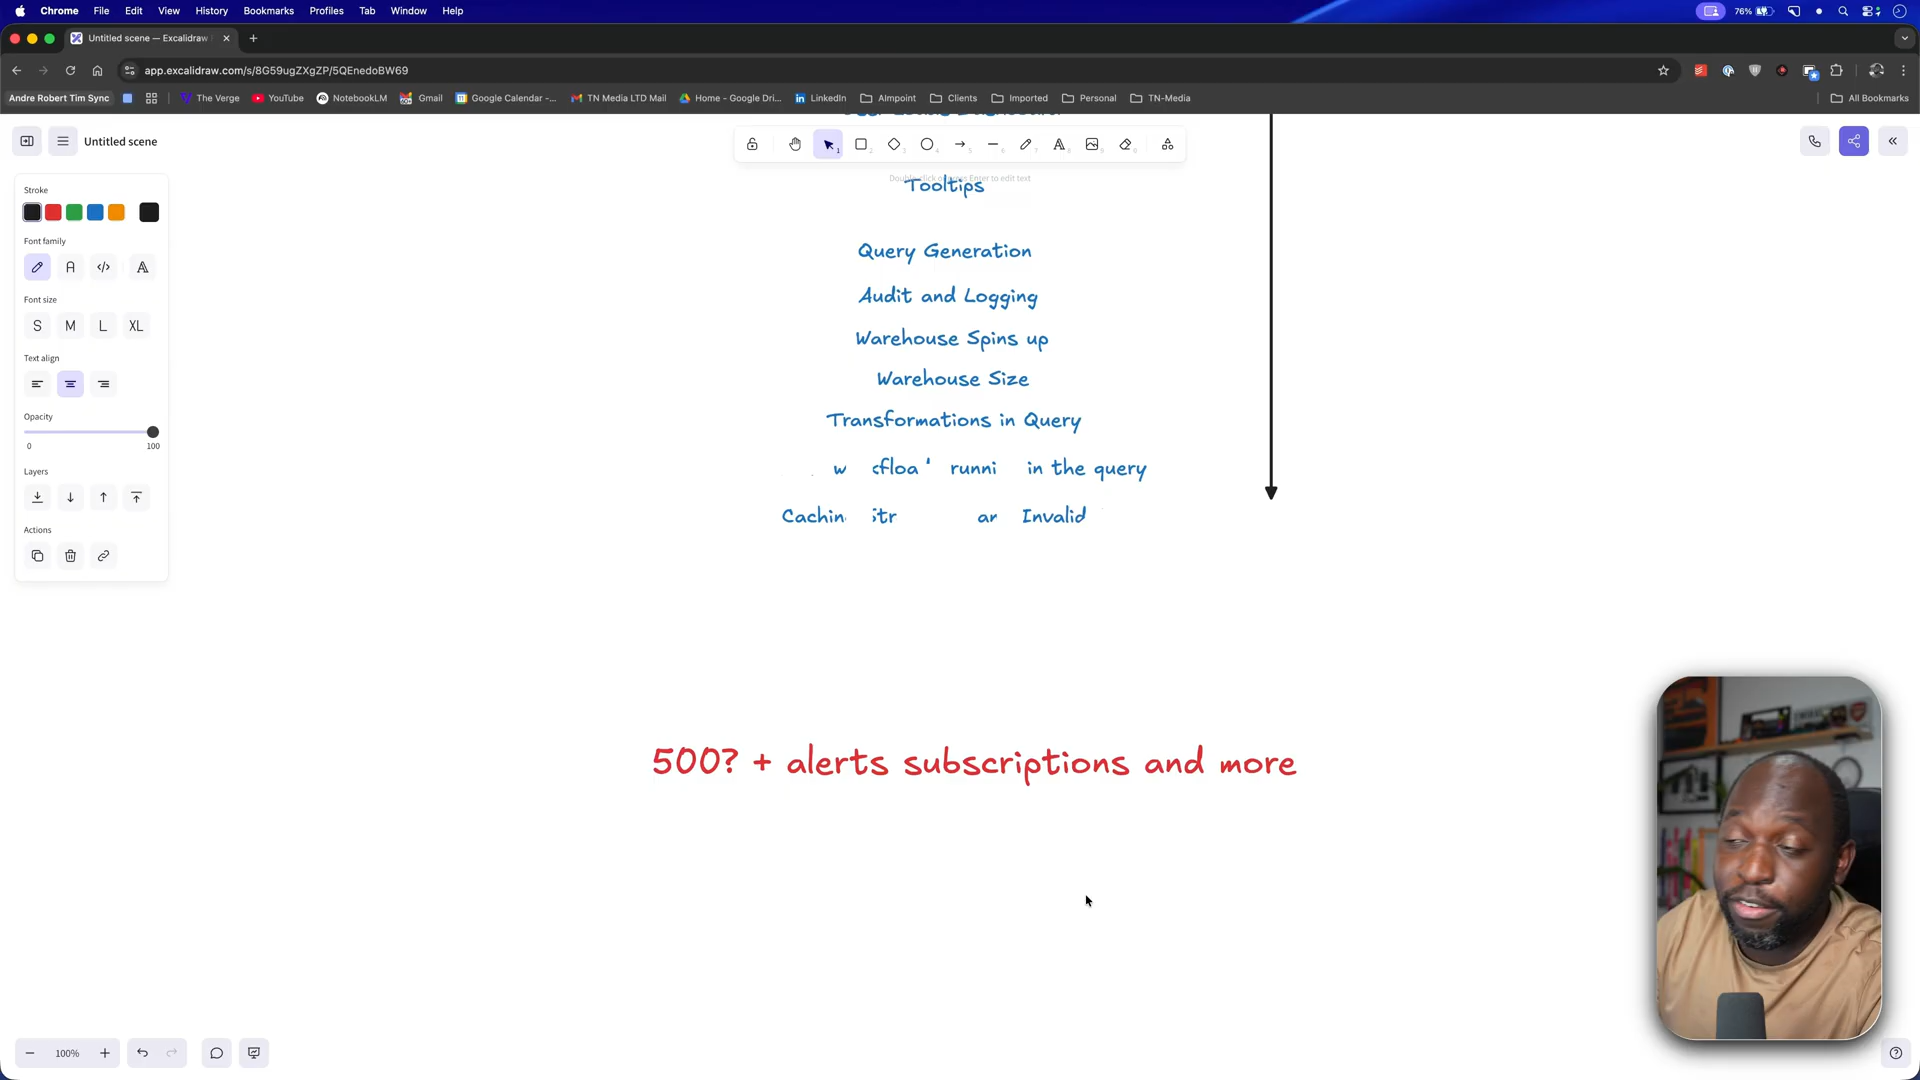 Chrome File Edit View History Bookmarks Profiles Tab Window Help 76%
Untitled scene — Excalidraw
app.excalidraw.com/s/8G59ugZXgZP/5QEnedoBW69
Andre Robert Tim Sync The Verge YouTube NotebookLM Gmail Google Calendar -... TN Media LTD Mail Home - Google Dri... LinkedIn AImpoint Clients Imported Personal TN-Media All Bookmarks
Untitled scene
Tooltips
Stroke
Font family
Font size
S M L XL
Text align
Opacity
0 100
Layers
Actions
Query Generation
Audit and Logging
Warehouse Spins up
Warehouse Size
Transformations in Query
in the query
500? + alerts subscriptions and more
100%